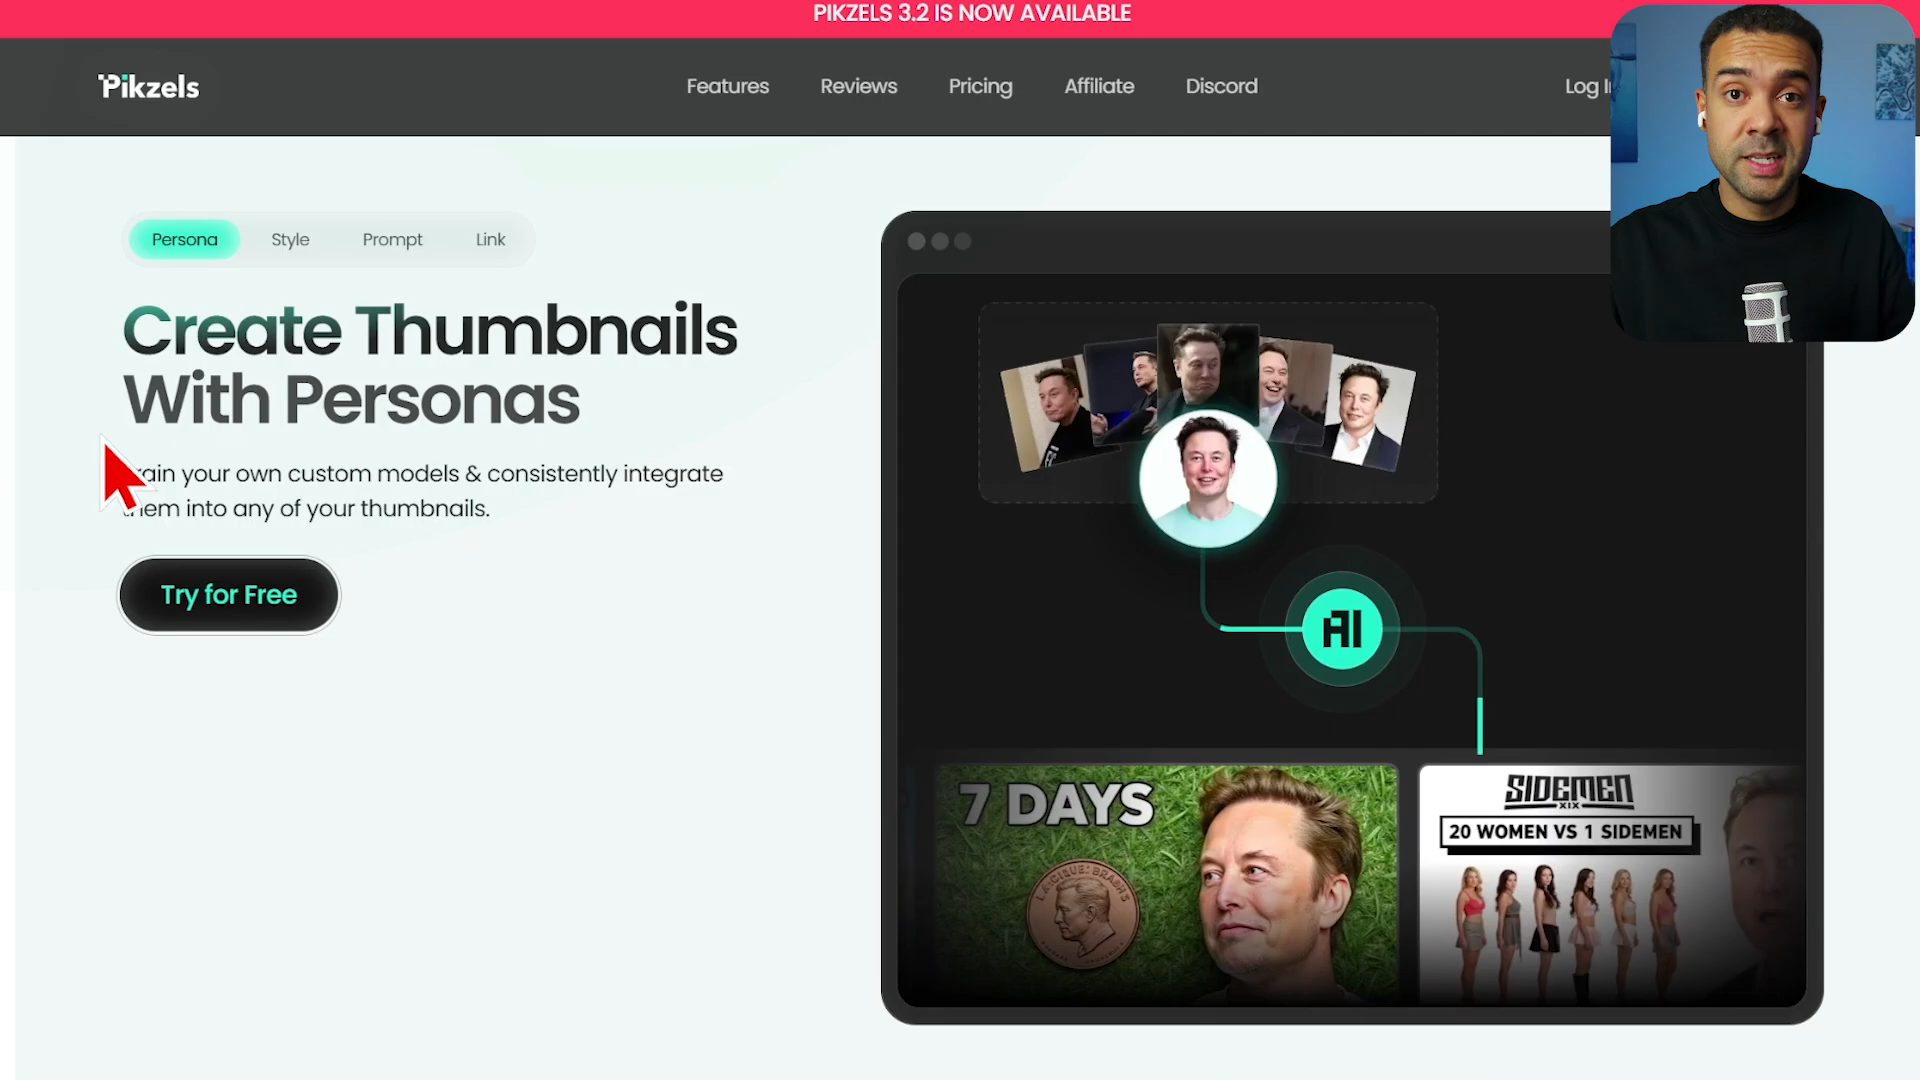 PIKZELS 3.2 IS NOW AVAILABLE
Pikzels
Features
Reviews
Pricing
Affiliate
Discord
Log
Persona
Style
Prompt
Link
Create Thumbnails
With Personas
your own custom models & consistently integrate
into any of your thumbnails.
Try for Free
AI
7 DAYS
SIDEMEN
XIX
20 WOMEN VS 1 SIDEMEN